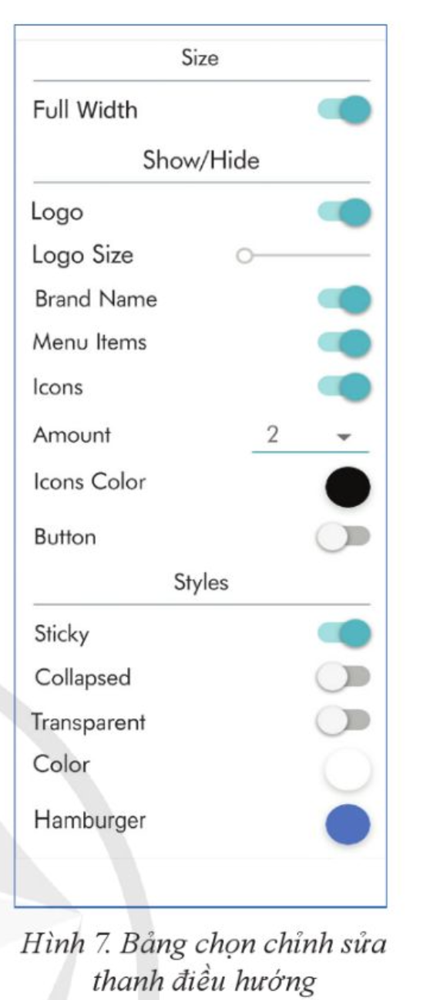 Size
Full Width
Show/Hide
Logo
Logo Size
Brand Name
Menu Items
Icons
Amount 2
Icons Color
Button
Styles
Sticky
Collapsed
Transparent
Color
Hamburger
Hình 7. Bảng chọn chỉnh sửa
thanh điều hướng